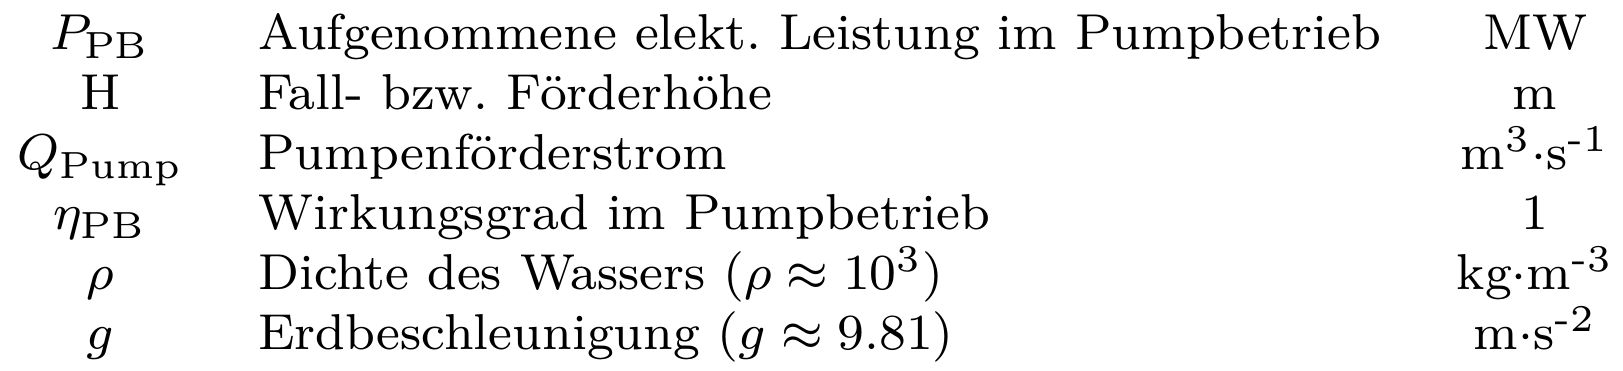 P_PB Aufgenommene elekt. Leistung im Pumpbetrieb MW
H Fall- bzw. Förderhöhe m
Q_Pump Pumpenförderstrom m³·s⁻¹
η_PB Wirkungsgrad im Pumpbetrieb 1
ρ Dichte des Wassers (ρ ≈ 10³) kg·m⁻³
g Erdbeschleunigung (g ≈ 9.81) m·s⁻²